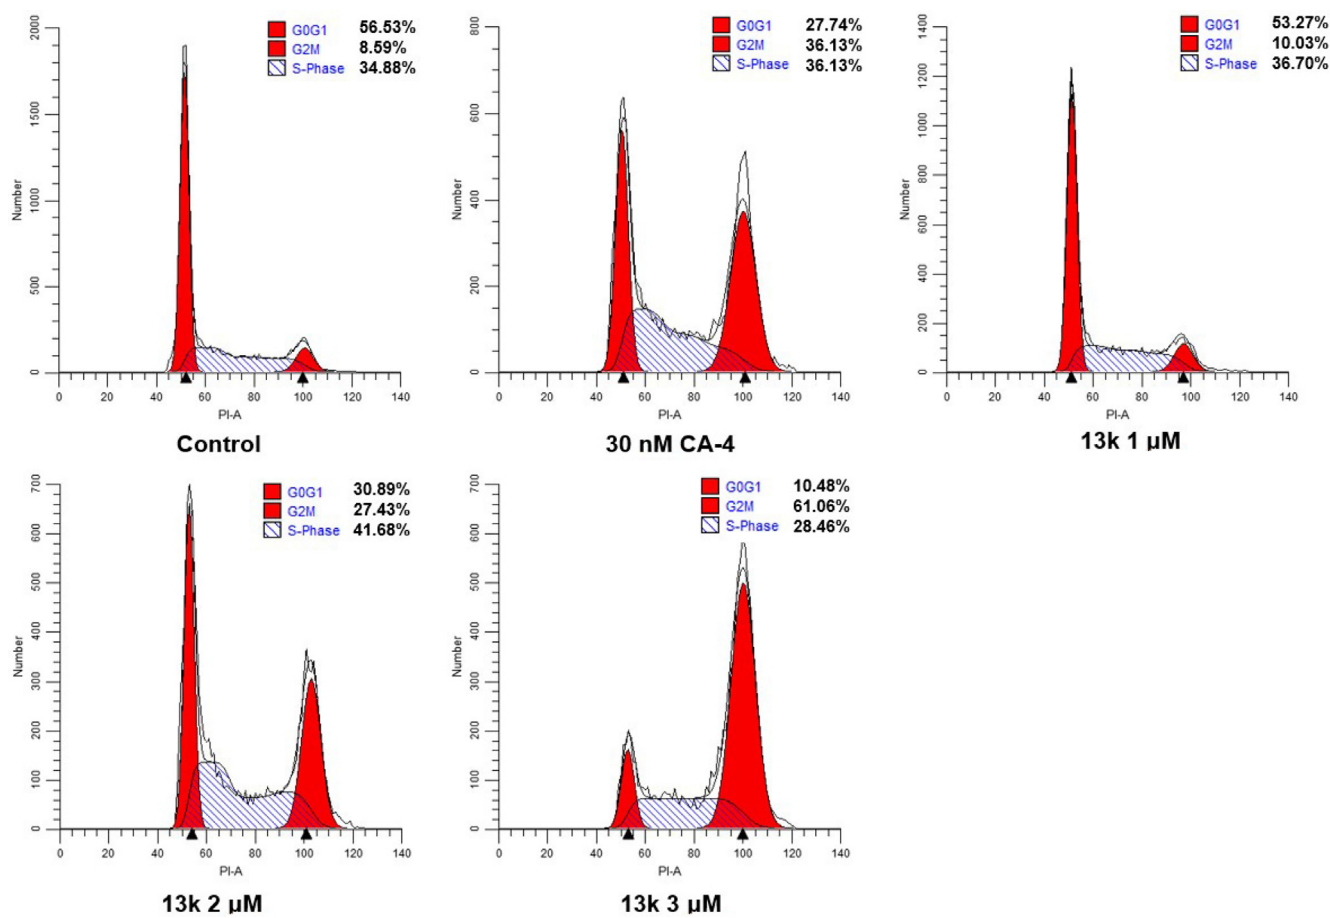 2000
1500
1000
500
0
Number
0 20 40 60 80 100 120 140
PI-A
G0G1 56.53%
G2M 8.59%
S-Phase 34.88%
Control
800
600
400
200
0
Number
0 20 40 60 80 100 120 140
PI-A
G0G1 27.74%
G2M 36.13%
S-Phase 36.13%
30 nM CA-4
1400
1200
1000
800
600
400
200
0
Number
0 20 40 60 80 100 120 140
PI-A
G0G1 53.27%
G2M 10.03%
S-Phase 36.70%
13k 1 µM
700
600
500
400
300
200
100
0
Number
0 20 40 60 80 100 120 140
PI-A
G0G1 30.89%
G2M 27.43%
S-Phase 41.68%
13k 2 µM
700
600
500
400
300
200
100
0
Number
0 20 40 60 80 100 120 140
PI-A
G0G1 10.48%
G2M 61.06%
S-Phase 28.46%
13k 3 µM